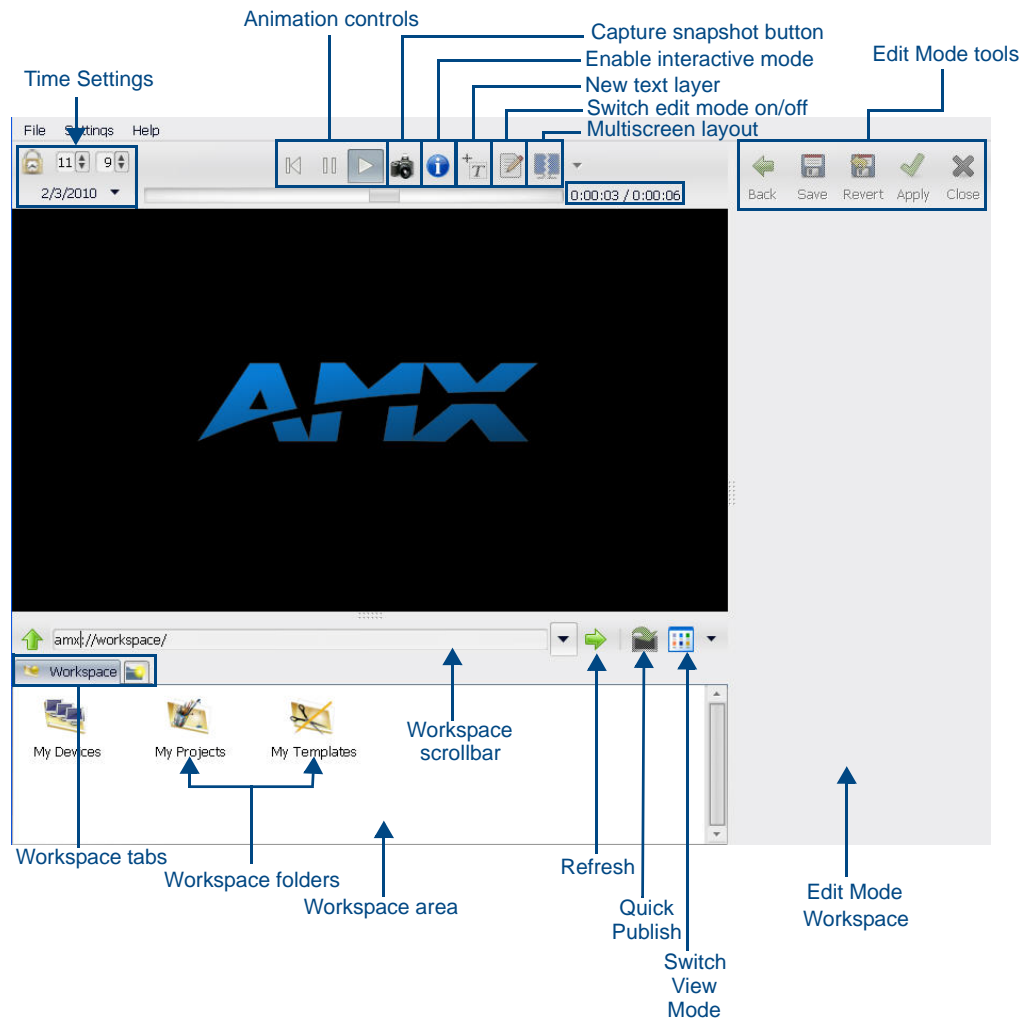 Animation controls
Capture snapshot button
Enable interactive mode
Edit Mode tools
New text layer
Time Settings
Switch edit mode on/off
Multiscreen layout
File Settings Help
11 9
+T
2/3/2010
0:00:03 / 0:00:06
Back Save Revert Apply Close
AMX
amx://workspace/
Workspace
My Devices My Projects My Templates
Workspace
scrollbar
Workspace tabs
Workspace folders
Workspace area
Refresh
Quick
Publish
Edit Mode
Workspace
Switch
View
Mode